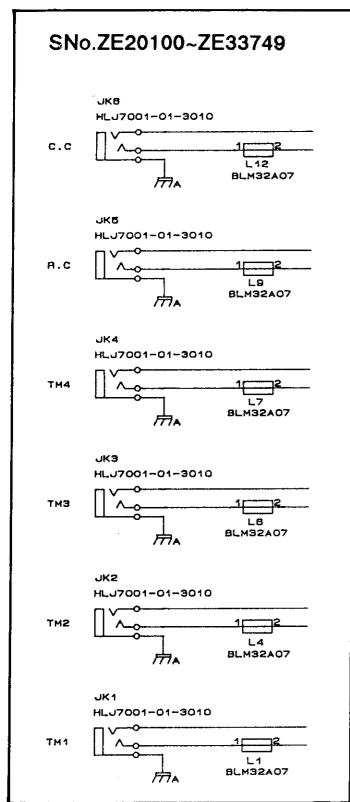 SNo.ZE20100~ZE33749
JK6
HLJ7001-01-3010
C.C
1 2
L12
BLM32A07
A
JK5
HLJ7001-01-3010
R.C
1 2
L9
BLM32A07
A
JK4
HLJ7001-01-3010
TM4
1 2
L7
BLM32A07
A
JK3
HLJ7001-01-3010
TM3
1 2
L6
BLM32A07
A
JK2
HLJ7001-01-3010
TM2
1 2
L4
BLM32A07
A
JK1
HLJ7001-01-3010
TM1
1 2
L1
BLM32A07
A